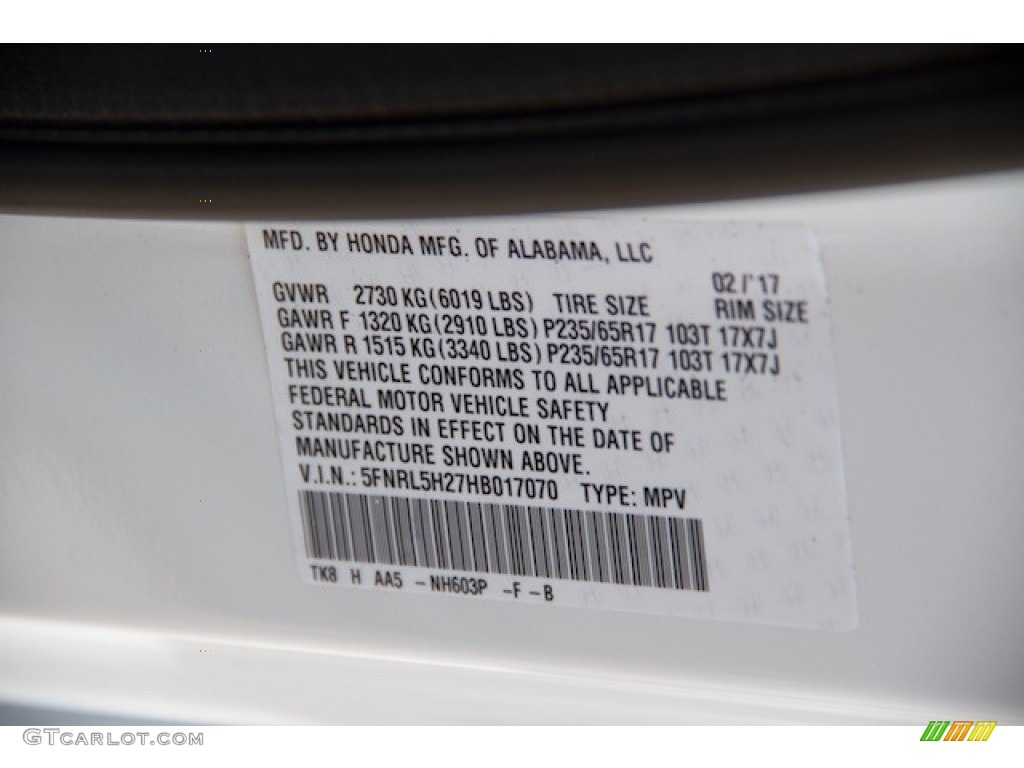 MFD. BY HONDA MFG. OF ALABAMA, LLC
02/'17
GVWR 2730 KG(6019 LBS) TIRE SIZE RIM SIZE
GAWR F 1320 KG(2910 LBS) P235/65R17 103T 17X7J
GAWR R 1515 KG(3340 LBS) P235/65R17 103T 17X7J
THIS VEHICLE CONFORMS TO ALL APPLICABLE
FEDERAL MOTOR VEHICLE SAFETY
STANDARDS IN EFFECT ON THE DATE OF
MANUFACTURE SHOWN ABOVE.
V.I.N.: 5FNRL5H27HB017070 TYPE: MPV
TK8 H AA5 - NH603P - F - B
GTCARLOT.COM